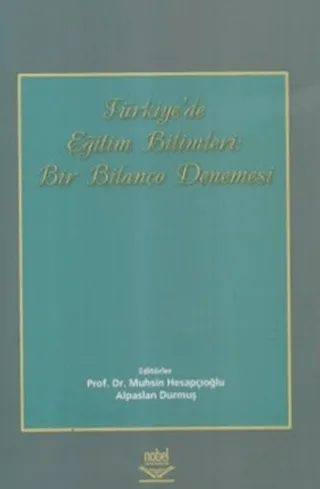 Türkiye'de
Eğitim Bilimleri:
Bir Bilanço Denemesi
Editörler
Prof. Dr. Muhsin Hesapçıoğlu
Alpaslan Durmuş
nobel